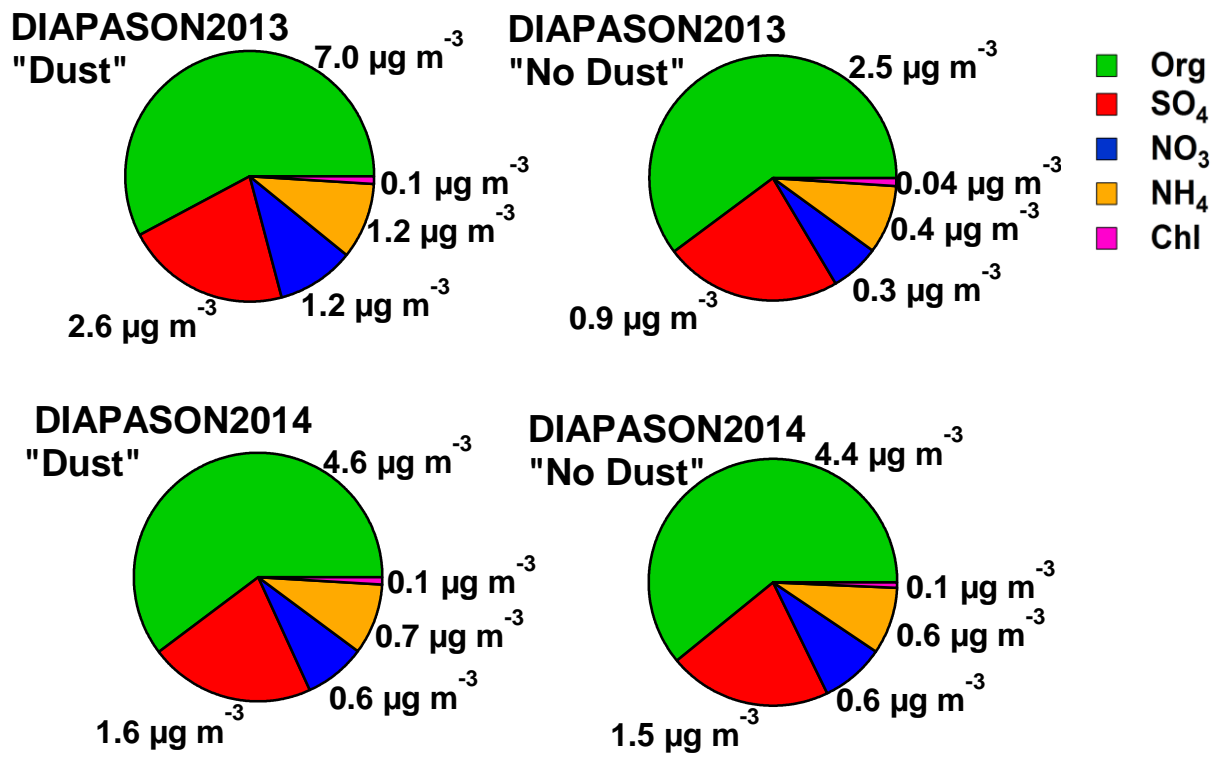 DIAPASON2013
"Dust"
7.0 µg m⁻³
0.1 µg m⁻³
1.2 µg m⁻³
1.2 µg m⁻³
2.6 µg m⁻³
DIAPASON2013
"No Dust"
2.5 µg m⁻³
0.04 µg m⁻³
0.4 µg m⁻³
0.3 µg m⁻³
0.9 µg m⁻³
Org
SO₄
NO₃
NH₄
Chl
DIAPASON2014
"Dust"
4.6 µg m⁻³
0.1 µg m⁻³
0.7 µg m⁻³
0.6 µg m⁻³
1.6 µg m⁻³
DIAPASON2014
"No Dust"
4.4 µg m⁻³
0.1 µg m⁻³
0.6 µg m⁻³
0.6 µg m⁻³
1.5 µg m⁻³